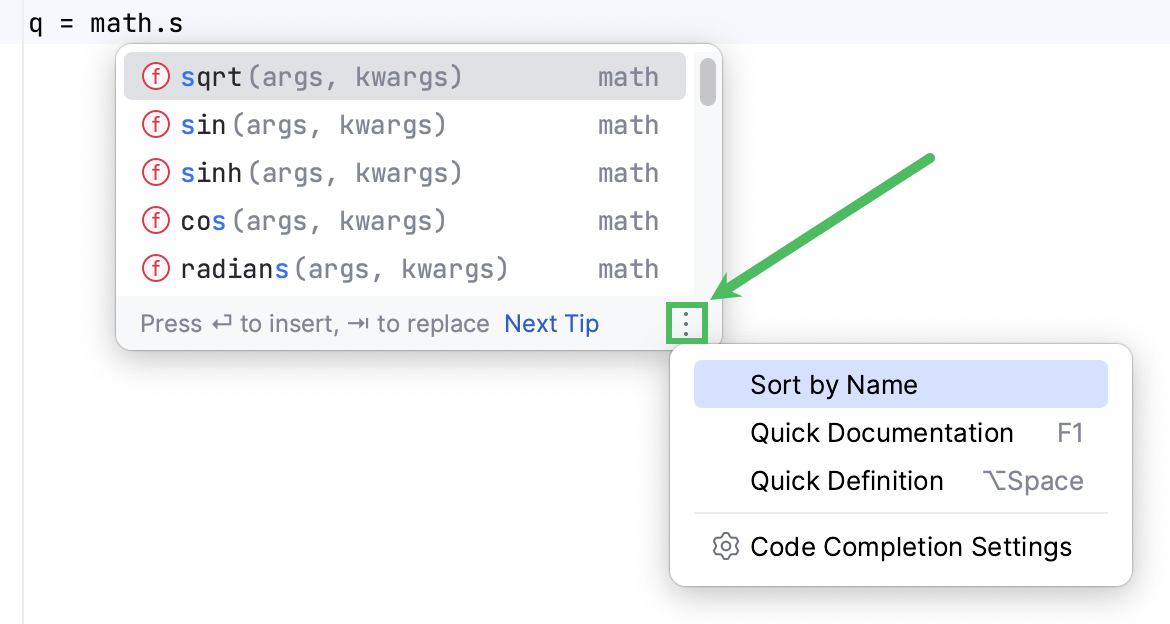 q = math.s
f sqrt(args, kwargs) math
f sin(args, kwargs) math
f sinh(args, kwargs) math
f cos(args, kwargs) math
f radians(args, kwargs) math
Press ↵ to insert, ⇥ to replace Next Tip
Sort by Name
Quick Documentation F1
Quick Definition ⌥Space
Code Completion Settings